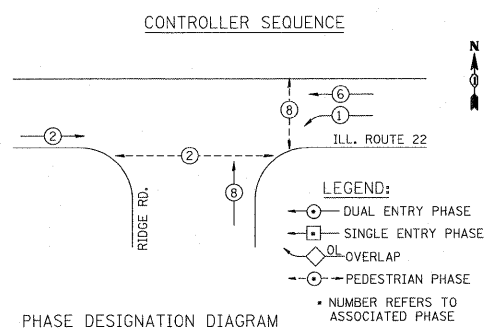 CONTROLLER SEQUENCE
N
6
8
1
2
ILL. ROUTE 22
2
8
RIDGE RD.
LEGEND:
DUAL ENTRY PHASE
SINGLE ENTRY PHASE
OL OVERLAP
PEDESTRIAN PHASE
* NUMBER REFERS TO
ASSOCIATED PHASE
PHASE DESIGNATION DIAGRAM